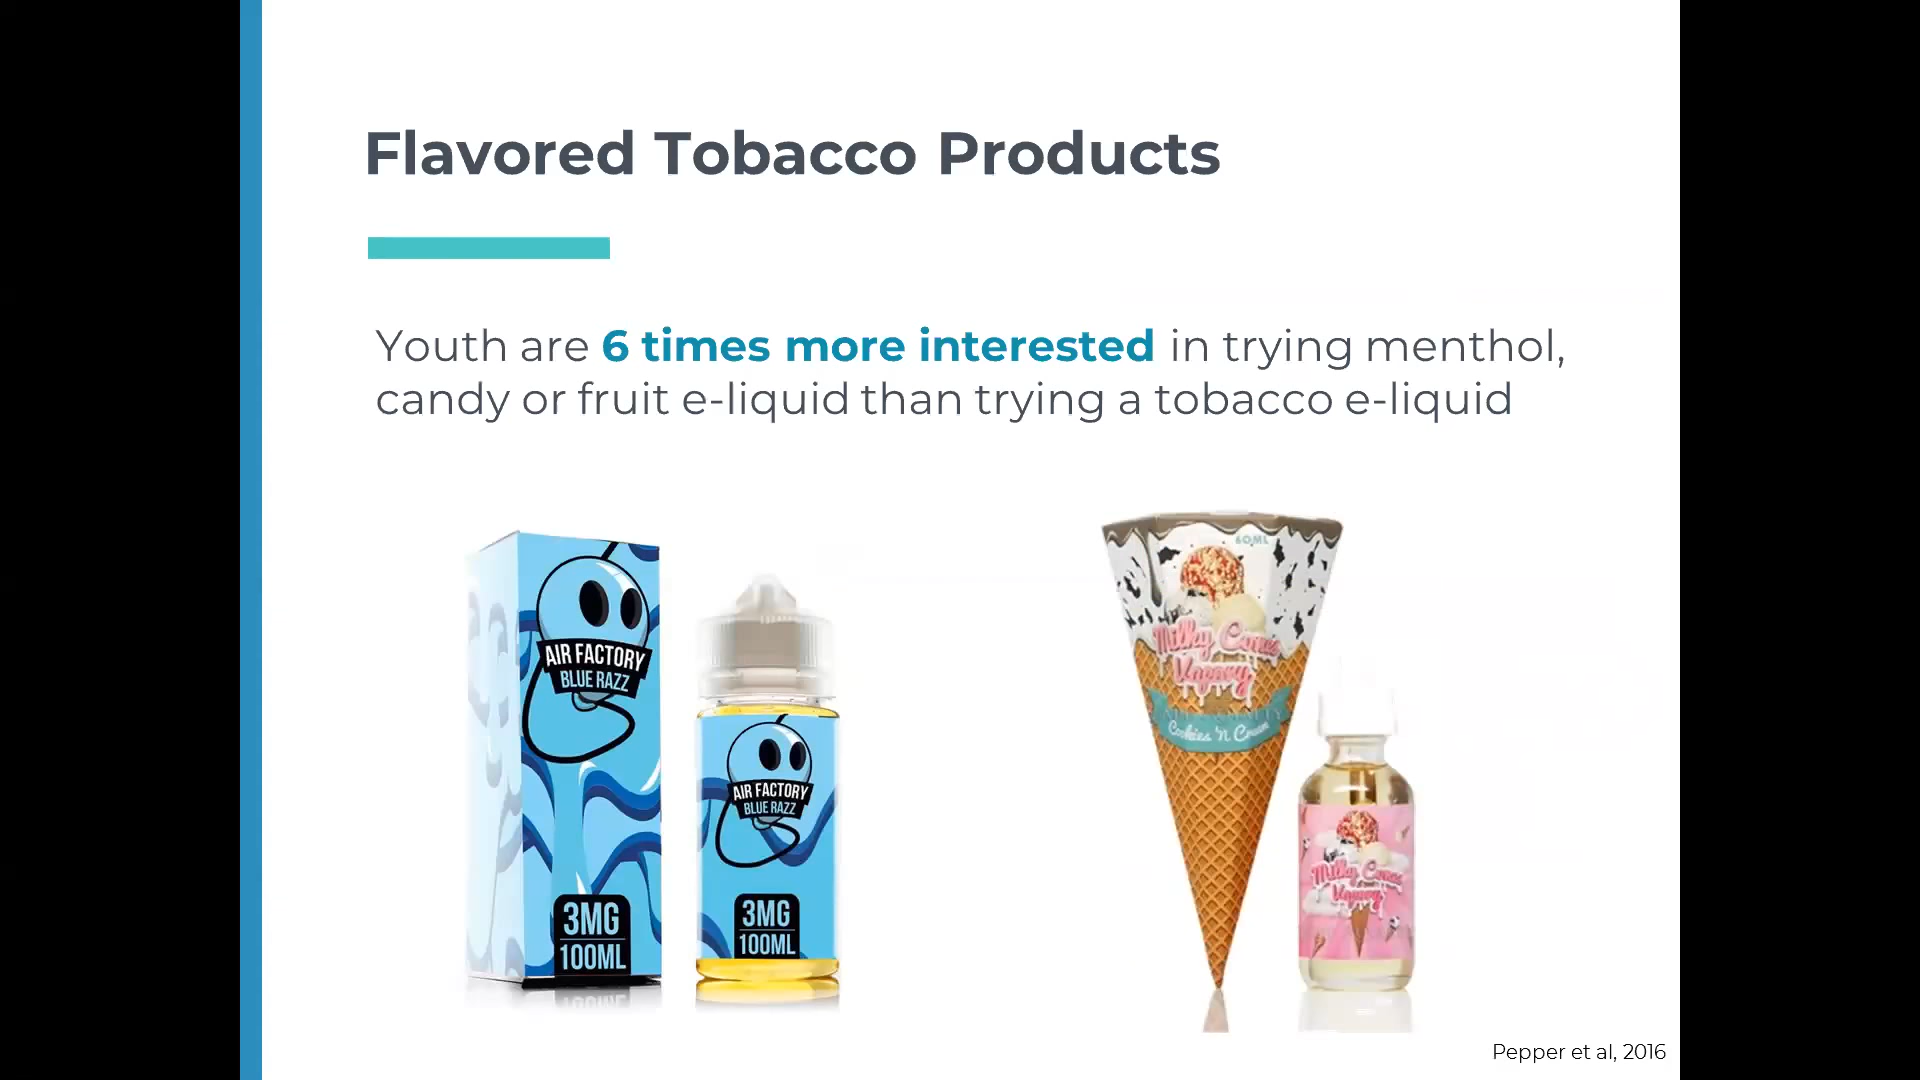 Flavored Tobacco Products
Youth are 6 times more interested in trying menthol,
candy or fruit e-liquid than trying a tobacco e-liquid
AIR FACTORY
BLUE RAZZ
3MG
100ML
AIR FACTORY
BLUE RAZZ
3MG
100ML
60ML
Milky Cones
Vapory
Cookies 'N Cream
Milky Cones
Vapory
Pepper et al, 2016